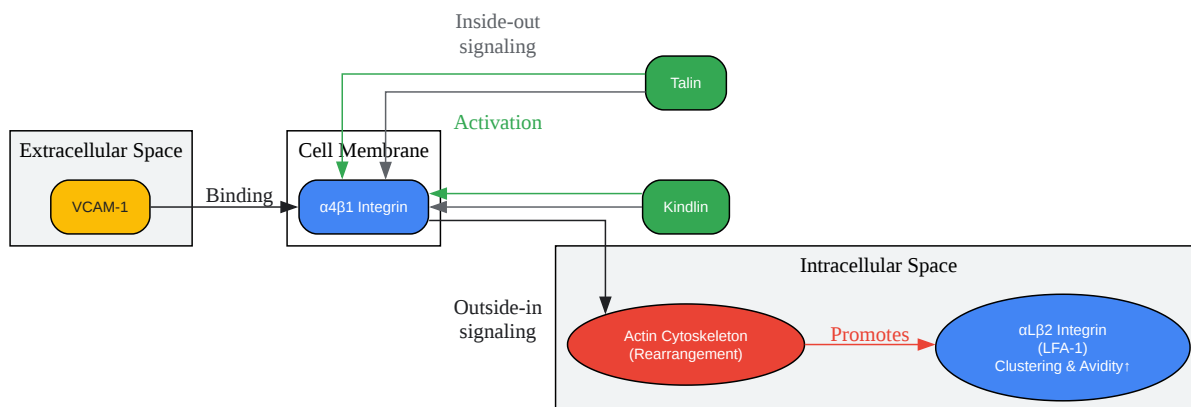 Inside-out
signaling
Talin
Activation
Extracellular Space
Cell Membrane
VCAM-1
Binding
α4β1 Integrin
Kindlin
Intracellular Space
Outside-in
signaling
Actin Cytoskeleton
(Rearrangement)
Promotes
αLβ2 Integrin
(LFA-1)
Clustering & Avidity↑